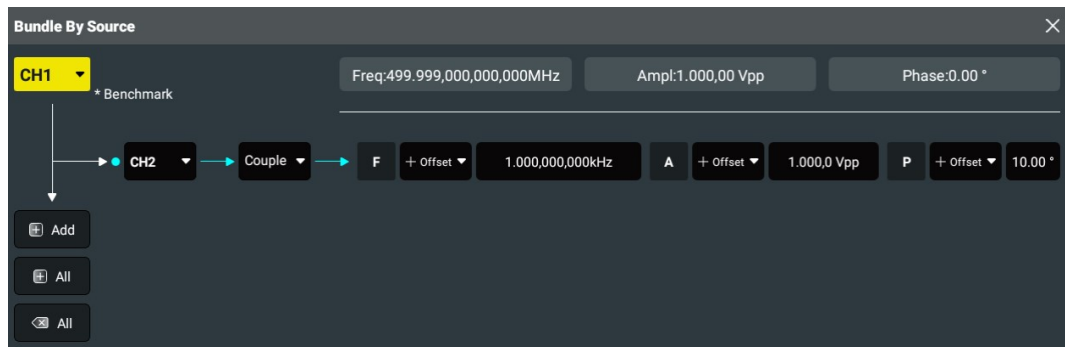 Bundle By Source
CH1 Freq:499.999,000,000,000MHz Ampl:1.000,00 Vpp Phase:0.00 °
* Benchmark
CH2 Couple F + Offset 1.000,000,000kHz A + Offset 1.000,0 Vpp P + Offset 10.00 °
Add
All
All